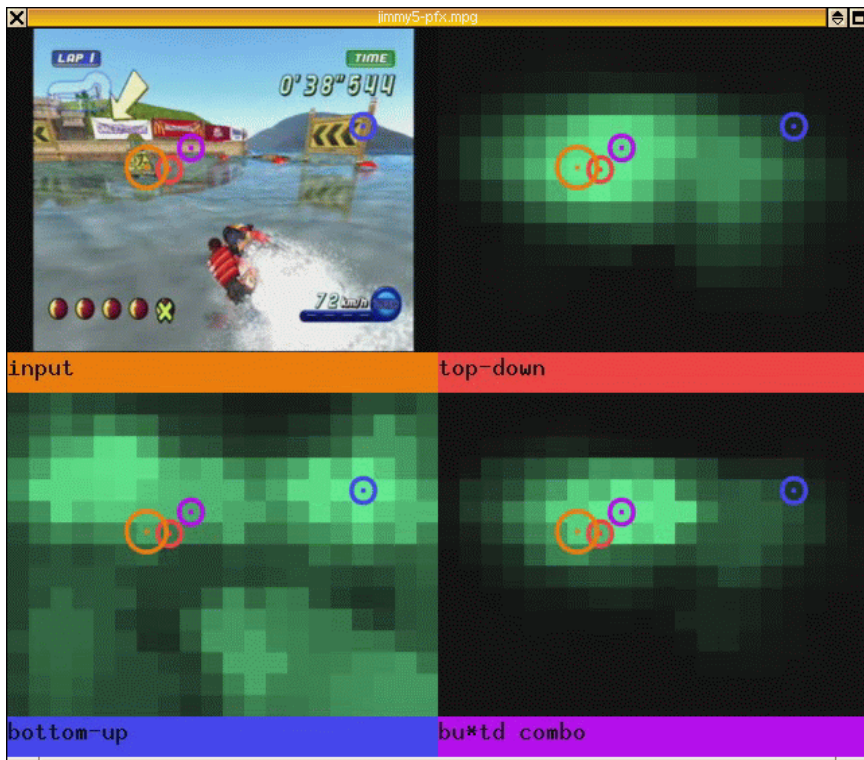 jimmy5-pfx.mpg
LAP 1
TIME
0'38"544
72 km/h
input
top-down
bottom-up
bu*td combo